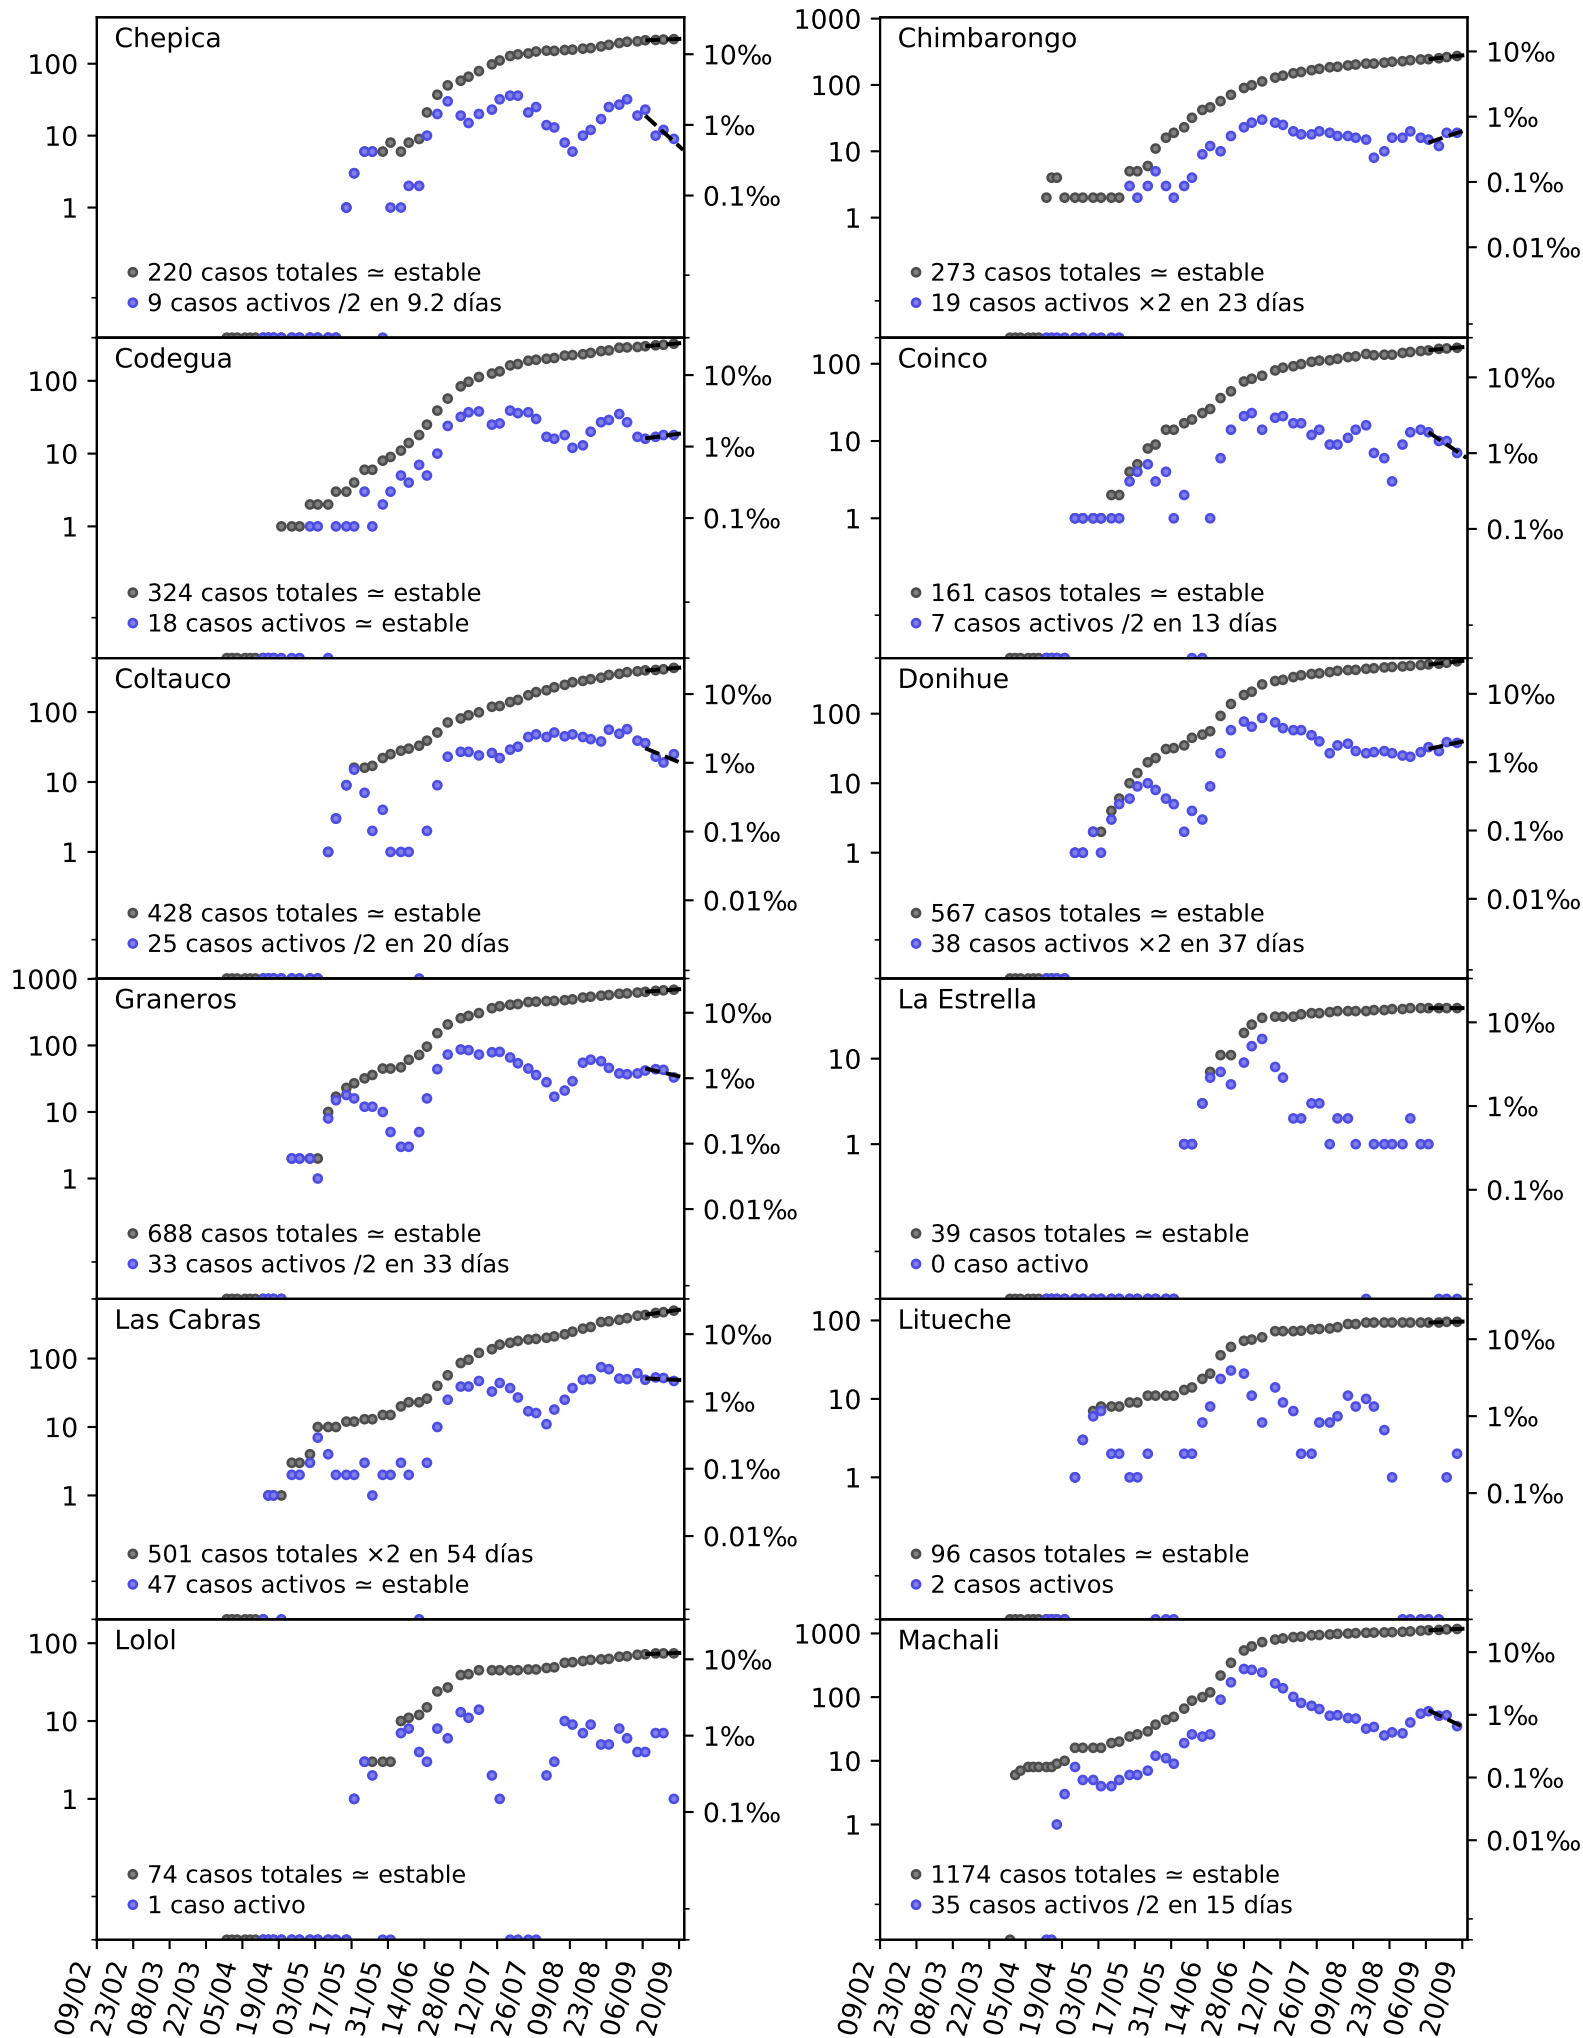 Chepica
100
10
1
10‰
1‰
0.1‰
220 casos totales ≃ estable
9 casos activos /2 en 9.2 días
Chimbarongo
1000
100
10
1
10‰
1‰
0.1‰
0.01‰
273 casos totales ≃ estable
19 casos activos ×2 en 23 días
Codegua
100
10
1
10‰
1‰
0.1‰
324 casos totales ≃ estable
18 casos activos ≃ estable
Coinco
100
10
1
10‰
1‰
0.1‰
161 casos totales ≃ estable
7 casos activos /2 en 13 días
Coltauco
100
10
1
10‰
1‰
0.1‰
0.01‰
428 casos totales ≃ estable
25 casos activos /2 en 20 días
Donihue
100
10
1
10‰
1‰
0.1‰
0.01‰
567 casos totales ≃ estable
38 casos activos ×2 en 37 días
Graneros
1000
100
10
1
10‰
1‰
0.1‰
0.01‰
688 casos totales ≃ estable
33 casos activos /2 en 33 días
La Estrella
10
1
10‰
1‰
0.1‰
39 casos totales ≃ estable
0 caso activo
Las Cabras
100
10
1
10‰
1‰
0.1‰
0.01‰
501 casos totales ×2 en 54 días
47 casos activos ≃ estable
Litueche
100
10
1
10‰
1‰
0.1‰
96 casos totales ≃ estable
2 casos activos
Lolol
100
10
1
10‰
1‰
0.1‰
74 casos totales ≃ estable
1 caso activo
Machali
1000
100
10
1
10‰
1‰
0.1‰
0.01‰
1174 casos totales ≃ estable
35 casos activos /2 en 15 días
09/02 23/02 08/03 22/03 05/04 19/04 03/05 17/05 31/05 14/06 28/06 12/07 26/07 09/08 23/08 06/09 20/09
09/02 23/02 08/03 22/03 05/04 19/04 03/05 17/05 31/05 14/06 28/06 12/07 26/07 09/08 23/08 06/09 20/09